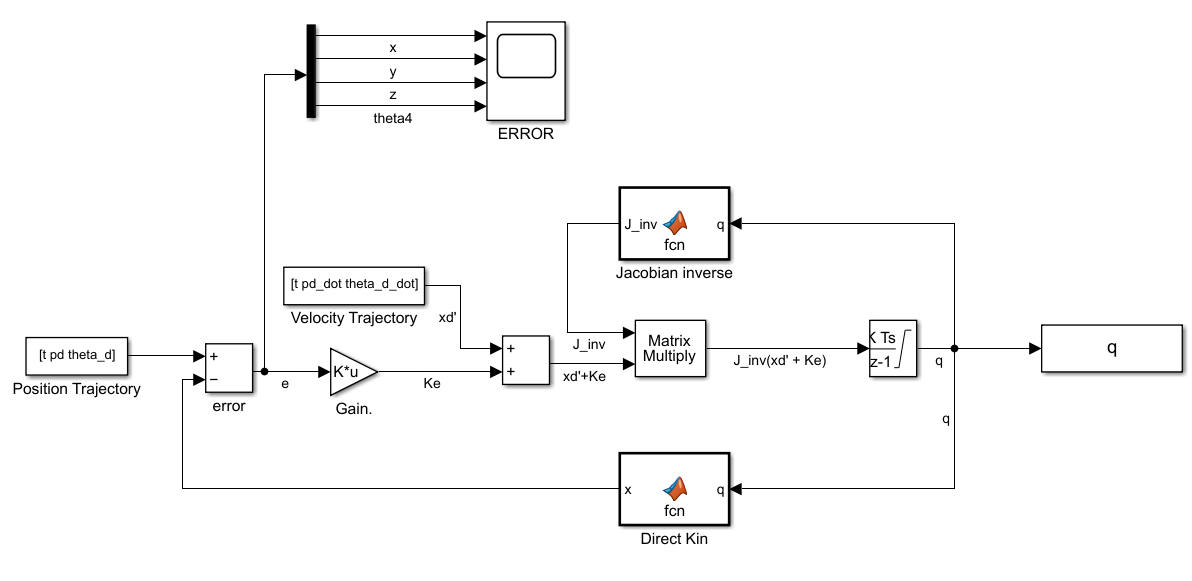 x
y
z
theta4
ERROR
J_inv
q
fcn
Jacobian inverse
[t pd_dot theta_d_dot]
Velocity Trajectory
xd'
[t pd theta_d]
Position Trajectory
+
−
error
e
K*u
Gain.
Ke
+
+
xd'+Ke
J_inv
Matrix
Multiply
J_inv(xd' + Ke)
K Ts
z-1
q
q
q
x
q
fcn
Direct Kin